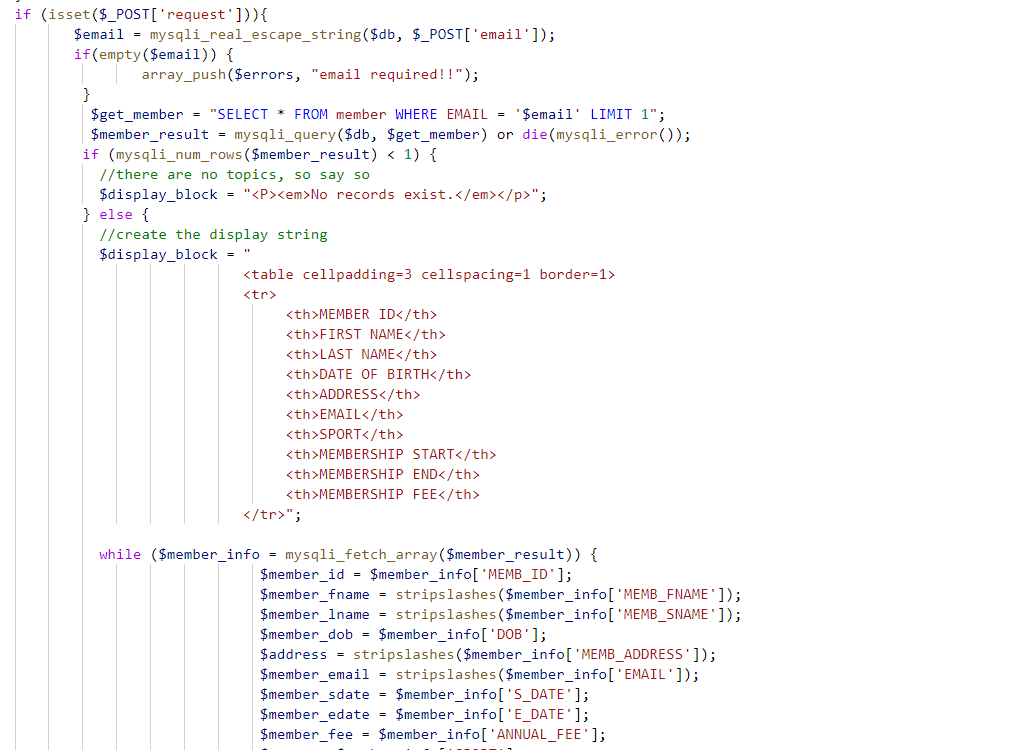 if (isset($_POST['request'])){
$email = mysqli_real_escape_string($db, $_POST['email']);
if(empty($email)) {
array_push($errors, "email required!!");
}
$get_member = "SELECT * FROM member WHERE EMAIL = '$email' LIMIT 1";
$member_result = mysqli_query($db, $get_member) or die(mysqli_error());
if (mysqli_num_rows($member_result) < 1) {
//there are no topics, so say so
$display_block = "<P><em>No records exist.</em></p>";
} else {
//create the display string
$display_block = "
<table cellpadding=3 cellspacing=1 border=1>
<tr>
<th>MEMBER ID</th>
<th>FIRST NAME</th>
<th>LAST NAME</th>
<th>DATE OF BIRTH</th>
<th>ADDRESS</th>
<th>EMAIL</th>
<th>SPORT</th>
<th>MEMBERSHIP START</th>
<th>MEMBERSHIP END</th>
<th>MEMBERSHIP FEE</th>
</tr>";
while ($member_info = mysqli_fetch_array($member_result)) {
$member_id = $member_info['MEMB_ID'];
$member_fname = stripslashes($member_info['MEMB_FNAME']);
$member_lname = stripslashes($member_info['MEMB_SNAME']);
$member_dob = $member_info['DOB'];
$address = stripslashes($member_info['MEMB_ADDRESS']);
$member_email = stripslashes($member_info['EMAIL']);
$member_sdate = $member_info['S_DATE'];
$member_edate = $member_info['E_DATE'];
$member_fee = $member_info['ANNUAL_FEE'];